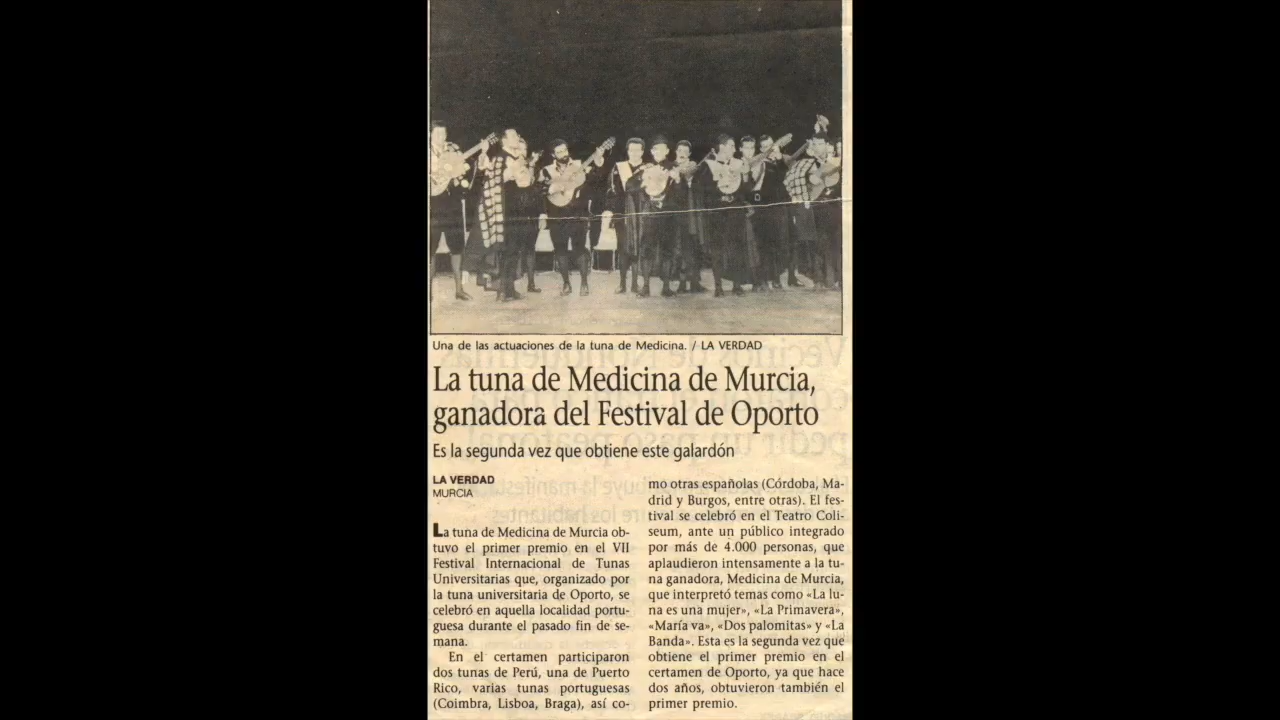 Una de las actuaciones de la tuna de Medicina. / LA VERDAD
La tuna de Medicina de Murcia,
ganadora del Festival de Oporto
Es la segunda vez que obtiene este galardón
LA VERDAD
MURCIA
La tuna de Medicina de Murcia ob-
tuvo el primer premio en el VII
Festival Internacional de Tunas
Universitarias que, organizado por
la tuna universitaria de Oporto, se
celebró en aquella localidad portu-
guesa durante el pasado fin de se-
mana.
En el certamen participaron
dos tunas de Perú, una de Puerto
Rico, varias tunas portuguesas
(Coimbra, Lisboa, Braga), así co-
mo otras españolas (Córdoba, Ma-
drid y Burgos, entre otras). El fes-
tival se celebró en el Teatro Coli-
seum, ante un público integrado
por más de 4.000 personas, que
aplaudieron intensamente a la tu-
na ganadora, Medicina de Murcia,
que interpretó temas como «La lu-
na es una mujer», «La Primavera»,
«María va», «Dos palomitas» y «La
Banda». Esta es la segunda vez que
obtiene el primer premio en el
certamen de Oporto, ya que hace
dos años, obtuvieron también el
primer premio.